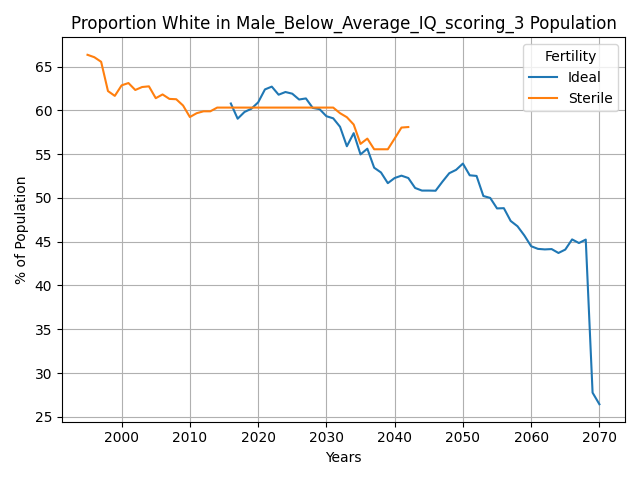 Proportion White in Male_Below_Average_IQ_scoring_3 Population
Fertility
Ideal
Sterile
% of Population
65
60
55
50
45
40
35
30
25
2000 2010 2020 2030 2040 2050 2060 2070
Years